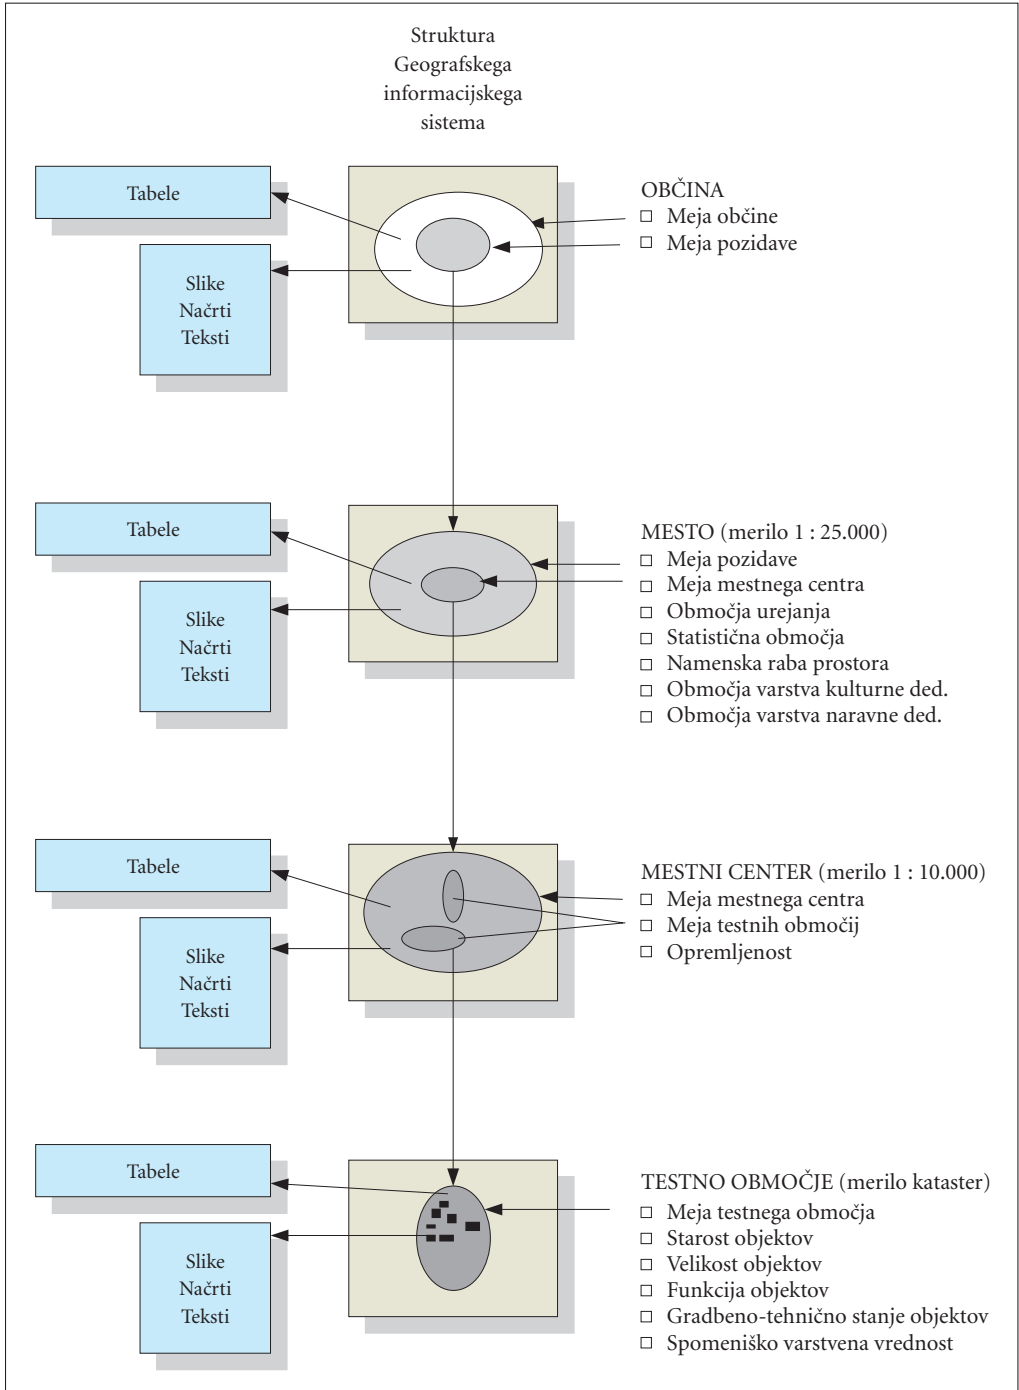 Struktura
Geografskega
informacijskega
sistema
Tabele
Slike
Načrti
Teksti
OBČINA
□ Meja občine
□ Meja pozidave
Tabele
Slike
Načrti
Teksti
MESTO (merilo 1 : 25.000)
□ Meja pozidave
□ Meja mestnega centra
□ Območja urejanja
□ Statistična območja
□ Namenska raba prostora
□ Območja varstva kulturne ded.
□ Območja varstva naravne ded.
Tabele
Slike
Načrti
Teksti
MESTNI CENTER (merilo 1 : 10.000)
□ Meja mestnega centra
□ Meja testnih območij
□ Opremljenost
Tabele
Slike
Načrti
Teksti
TESTNO OBMOČJE (merilo kataster)
□ Meja testnega območja
□ Starost objektov
□ Velikost objektov
□ Funkcija objektov
□ Gradbeno-tehnično stanje objektov
□ Spomeniško varstvena vrednost